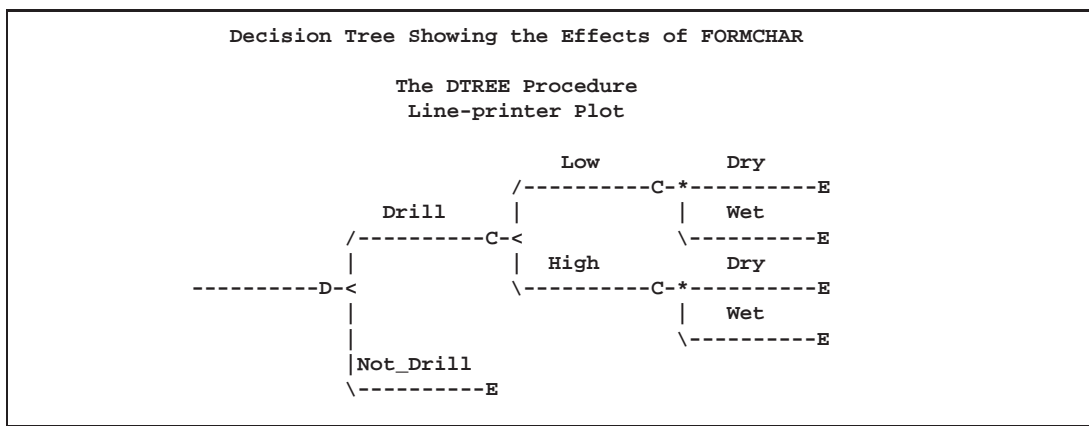 Decision Tree Showing the Effects of FORMCHAR
The DTREE Procedure
Line-printer Plot
                                             Low         Dry
                                         /----------C-*----------E
                            Drill        |            |   Wet
                         /----------C-<            \----------E
                         |               |  High         Dry
            ----------D-<               \----------C-*----------E
                         |                            |   Wet
                         |                            \----------E
                         |Not_Drill
                         \----------E